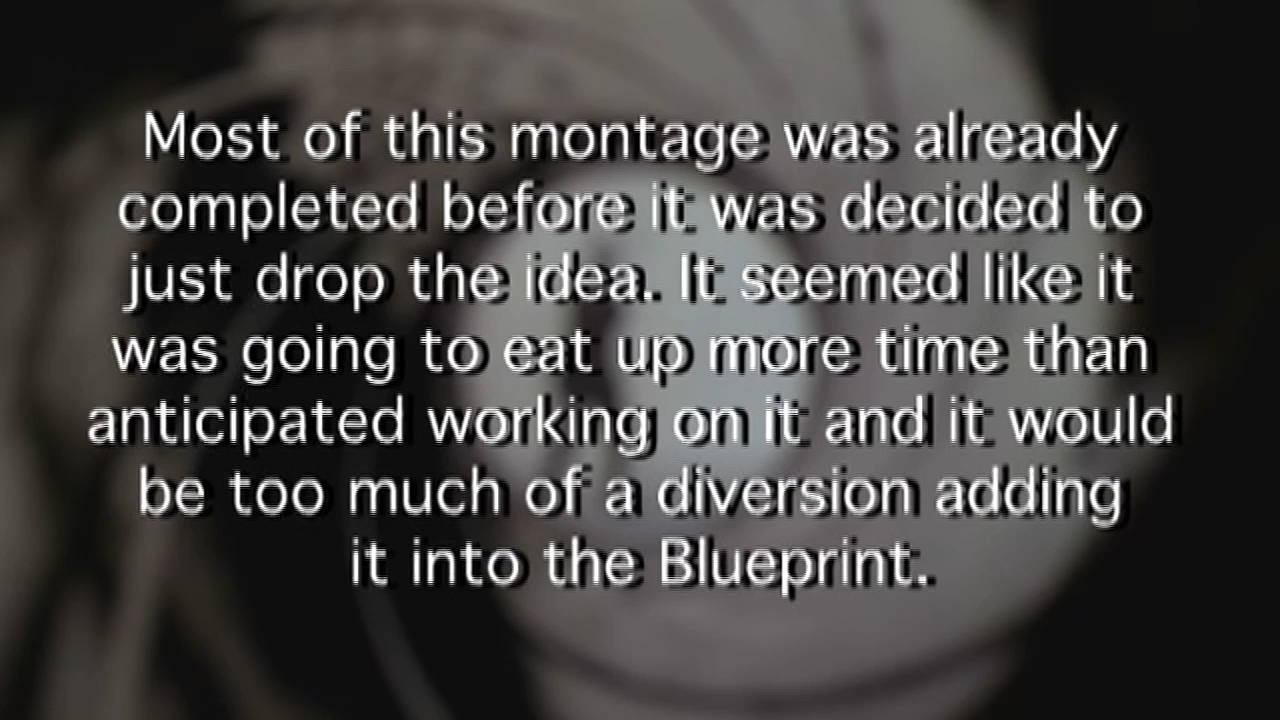 Most of this montage was already
completed before it was decided to
just drop the idea. It seemed like it
was going to eat up more time than
anticipated working on it and it would
be too much of a diversion adding
it into the Blueprint.